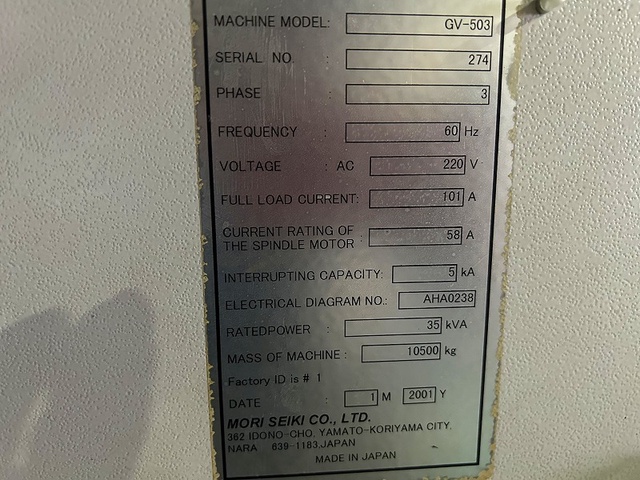 MACHINE MODEL: GV-503
SERIAL NO. : 274
PHASE : 3
FREQUENCY : 60 Hz
VOLTAGE : AC 220 V
FULL LOAD CURRENT: 101 A
CURRENT RATING OF
THE SPINDLE MOTOR : 58 A
INTERRUPTING CAPACITY: 5 kA
ELECTRICAL DIAGRAM NO.: AHA0238
RATEDPOWER : 35 kVA
MASS OF MACHINE : 10500 kg
Factory ID is # 1
DATE : 1 M 2001 Y
MORI SEIKI CO., LTD.
362 IDONO-CHO, YAMATO-KORIYAMA CITY,
NARA 639-1183,JAPAN
MADE IN JAPAN